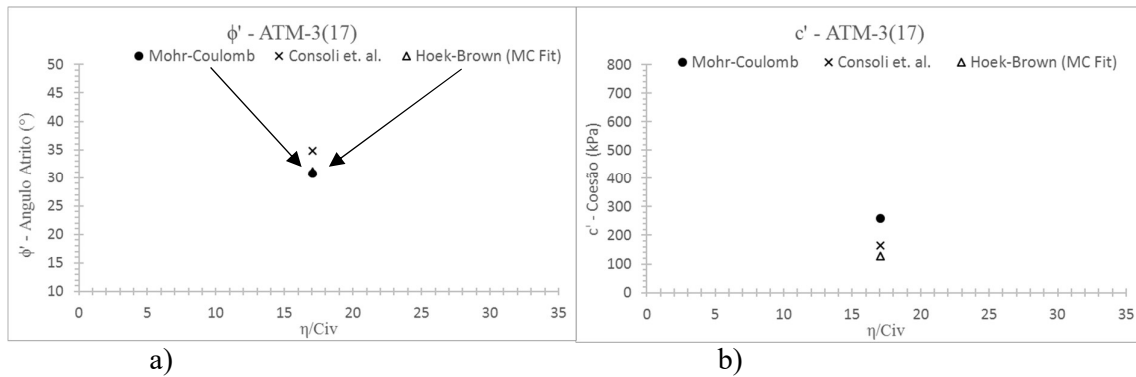 ϕ' - ATM-3(17)
Mohr-Coulomb Consoli et. al. Hoek-Brown (MC Fit)
ϕ' - Angulo Atrito (°)
50
45
40
35
30
25
20
15
10
0 5 10 15 20 25 30 35
η/Civ
a)
c' - ATM-3(17)
Mohr-Coulomb Consoli et. al. Hoek-Brown (MC Fit)
c' - Coesão (kPa)
800
700
600
500
400
300
200
100
0
0 5 10 15 20 25 30 35
η/Civ
b)